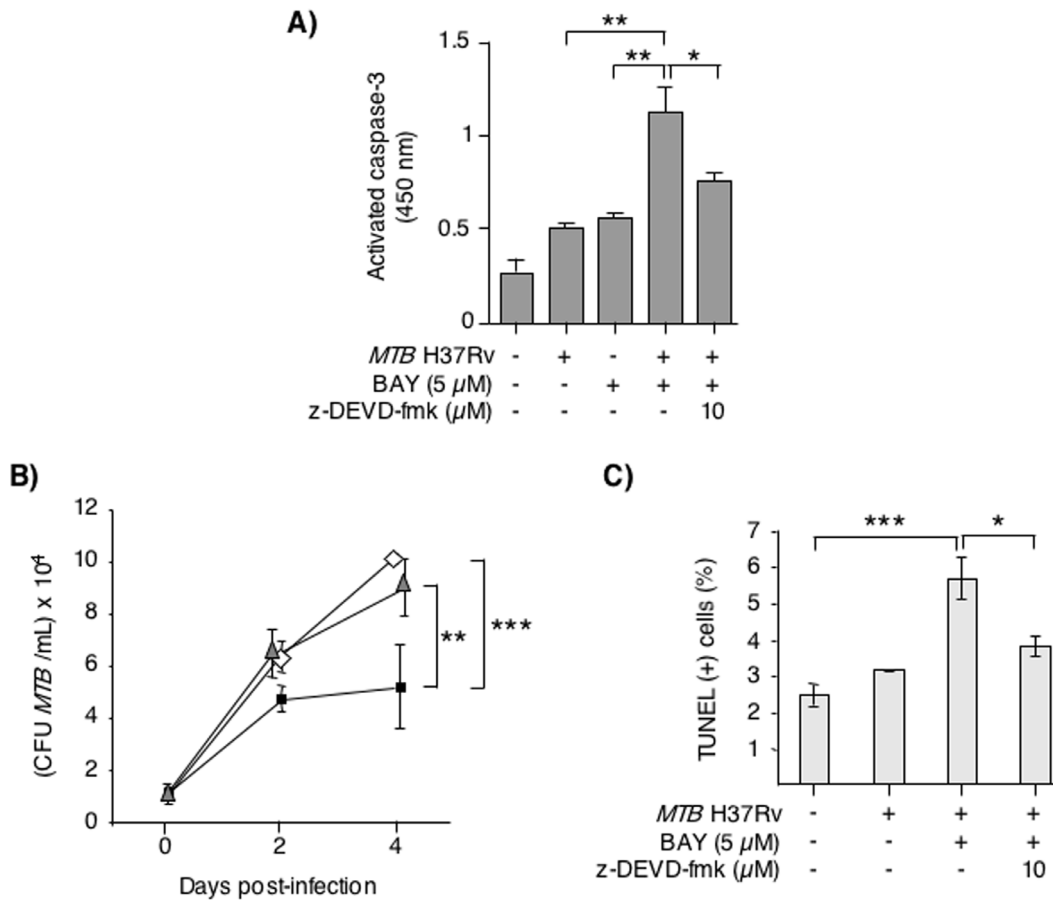 A)
** 
** *
1.5
1
0.5
0
Activated caspase-3
(450 nm)
MTB H37Rv - + - + +
BAY (5 µM) - - + + +
z-DEVD-fmk (µM) - - - - 10
B)
12
10
8
6
4
2
0
(CFU MTB /mL) x 10⁴
** ***
0 2 4
Days post-infection
C)
*** *
7
6
5
4
3
2
1
TUNEL (+) cells (%)
MTB H37Rv - + + +
BAY (5 µM) - - + +
z-DEVD-fmk (µM) - - - 10